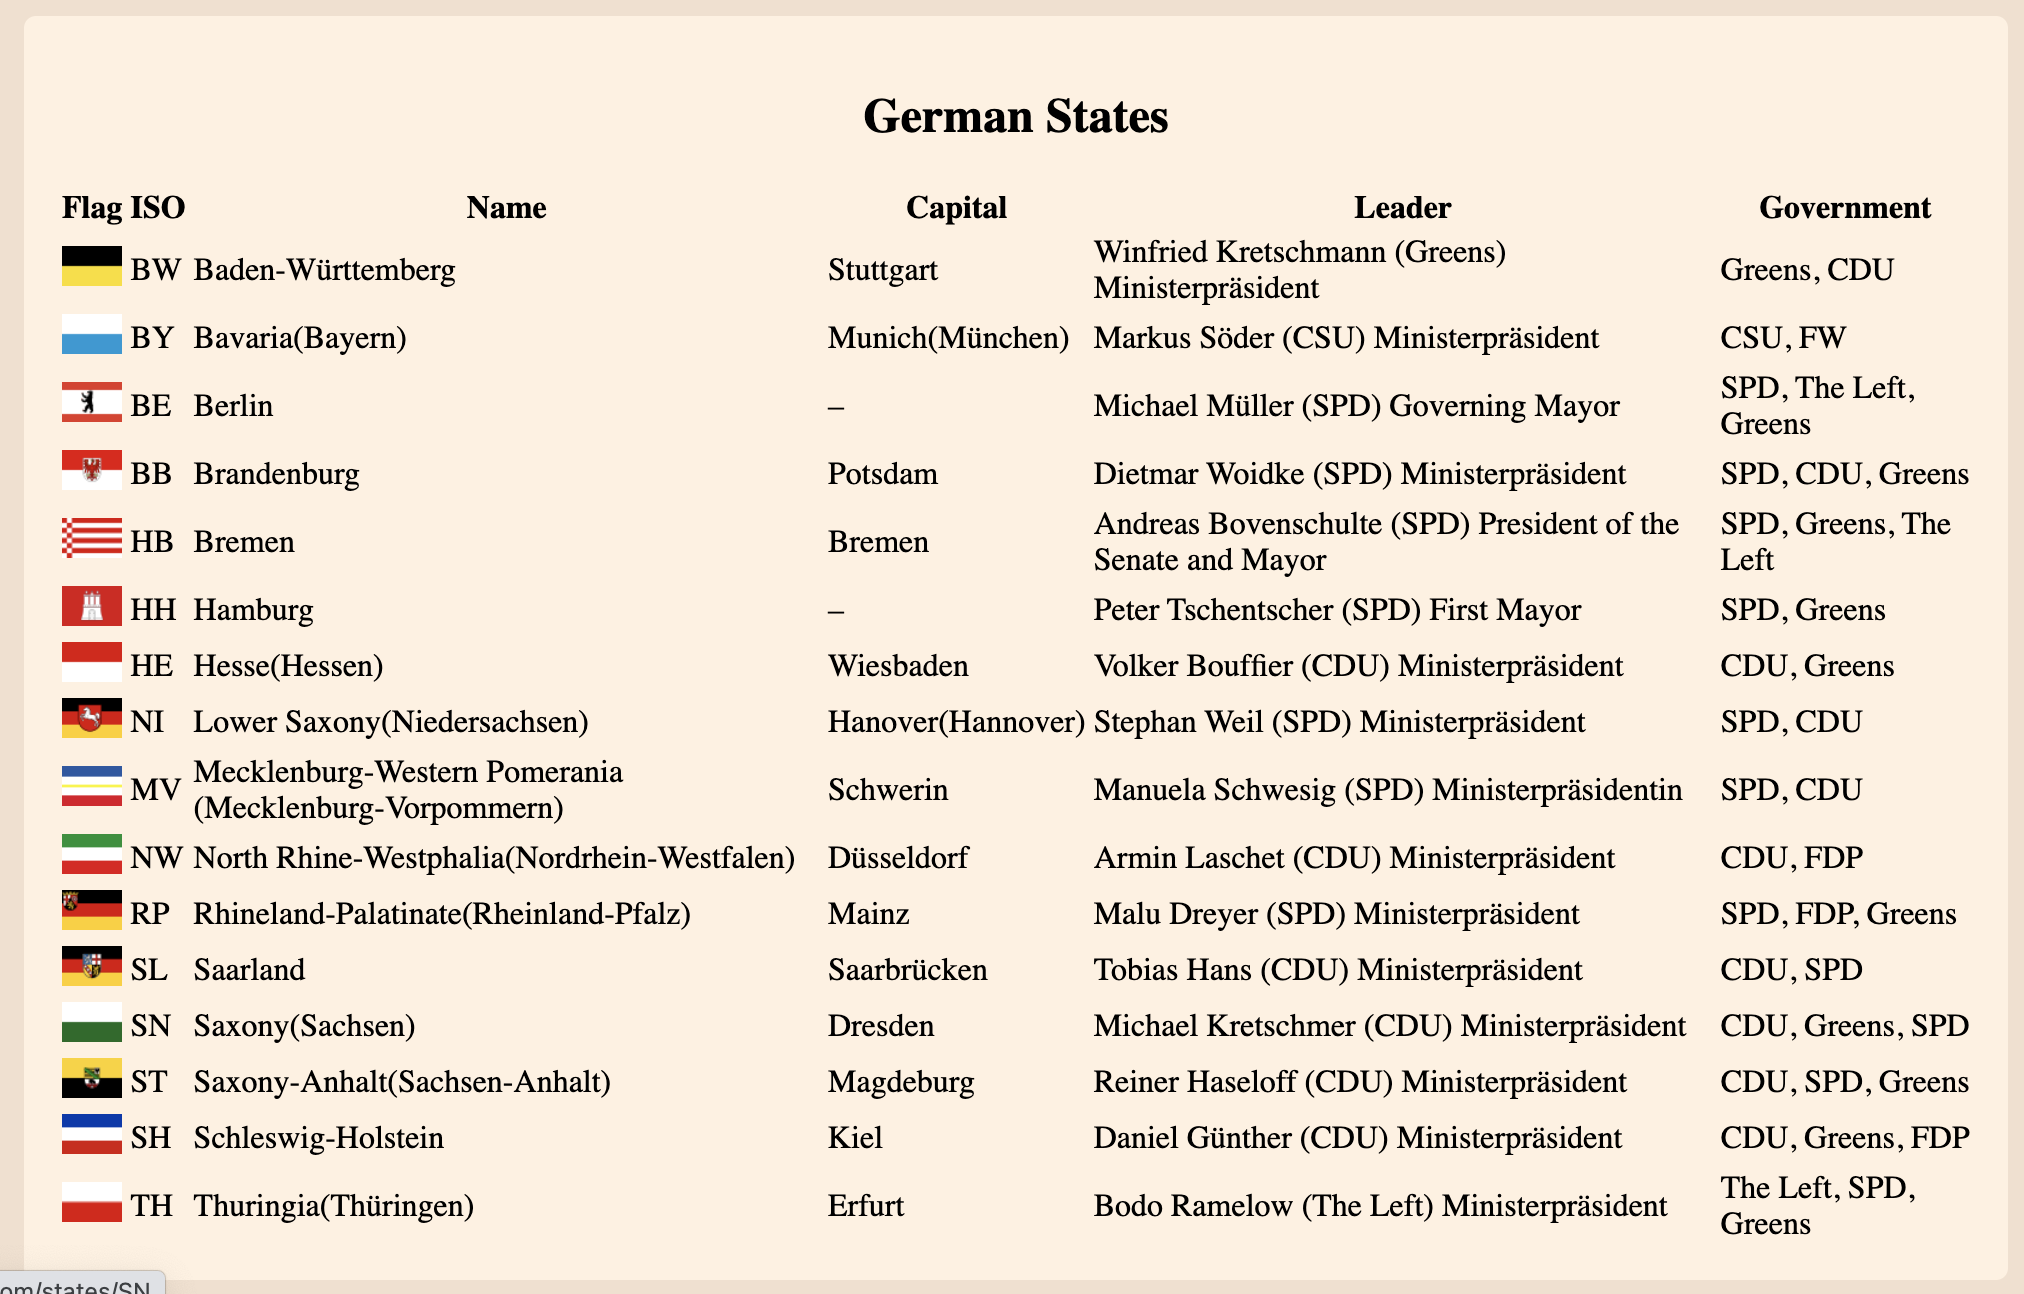 German States
Flag ISO Name Capital Leader Government
BW Baden-Württemberg Stuttgart Winfried Kretschmann (Greens) Ministerpräsident Greens, CDU
BY Bavaria(Bayern) Munich(München) Markus Söder (CSU) Ministerpräsident CSU, FW
BE Berlin – Michael Müller (SPD) Governing Mayor SPD, The Left, Greens
BB Brandenburg Potsdam Dietmar Woidke (SPD) Ministerpräsident SPD, CDU, Greens
HB Bremen Bremen Andreas Bovenschulte (SPD) President of the Senate and Mayor SPD, Greens, The Left
HH Hamburg – Peter Tschentscher (SPD) First Mayor SPD, Greens
HE Hesse(Hessen) Wiesbaden Volker Bouffier (CDU) Ministerpräsident CDU, Greens
NI Lower Saxony(Niedersachsen) Hanover(Hannover) Stephan Weil (SPD) Ministerpräsident SPD, CDU
MV Mecklenburg-Western Pomerania (Mecklenburg-Vorpommern) Schwerin Manuela Schwesig (SPD) Ministerpräsidentin SPD, CDU
NW North Rhine-Westphalia(Nordrhein-Westfalen) Düsseldorf Armin Laschet (CDU) Ministerpräsident CDU, FDP
RP Rhineland-Palatinate(Rheinland-Pfalz) Mainz Malu Dreyer (SPD) Ministerpräsident SPD, FDP, Greens
SL Saarland Saarbrücken Tobias Hans (CDU) Ministerpräsident CDU, SPD
SN Saxony(Sachsen) Dresden Michael Kretschmer (CDU) Ministerpräsident CDU, Greens, SPD
ST Saxony-Anhalt(Sachsen-Anhalt) Magdeburg Reiner Haseloff (CDU) Ministerpräsident CDU, SPD, Greens
SH Schleswig-Holstein Kiel Daniel Günther (CDU) Ministerpräsident CDU, Greens, FDP
TH Thuringia(Thüringen) Erfurt Bodo Ramelow (The Left) Ministerpräsident The Left, SPD, Greens
om/states/SN